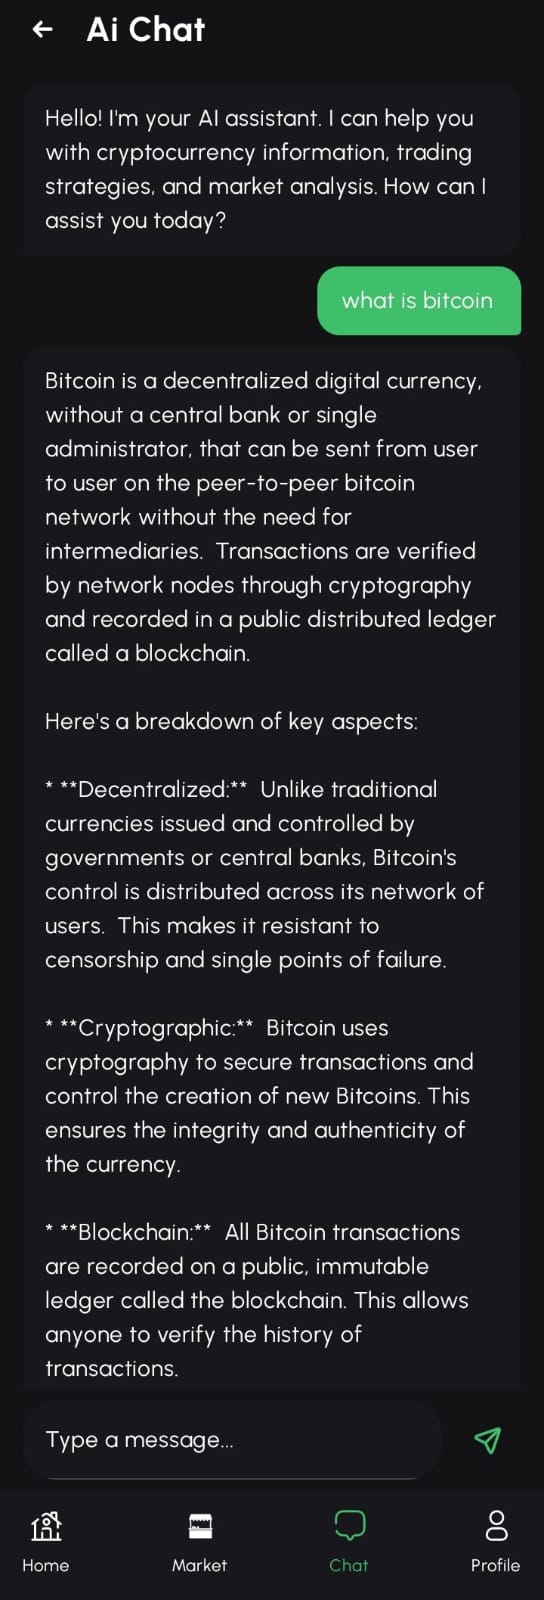 Ai Chat
Hello! I'm your AI assistant. I can help you
with cryptocurrency information, trading
strategies, and market analysis. How can I
assist you today?
what is bitcoin
Bitcoin is a decentralized digital currency,
without a central bank or single
administrator, that can be sent from user
to user on the peer-to-peer bitcoin
network without the need for
intermediaries.  Transactions are verified
by network nodes through cryptography
and recorded in a public distributed ledger
called a blockchain.
Here's a breakdown of key aspects:
* **Decentralized:**  Unlike traditional
currencies issued and controlled by
governments or central banks, Bitcoin's
control is distributed across its network of
users.  This makes it resistant to
censorship and single points of failure.
* **Cryptographic:**  Bitcoin uses
cryptography to secure transactions and
control the creation of new Bitcoins. This
ensures the integrity and authenticity of
the currency.
* **Blockchain:**  All Bitcoin transactions
are recorded on a public, immutable
ledger called the blockchain. This allows
anyone to verify the history of
transactions.
Type a message...
Home
Market
Chat
Profile